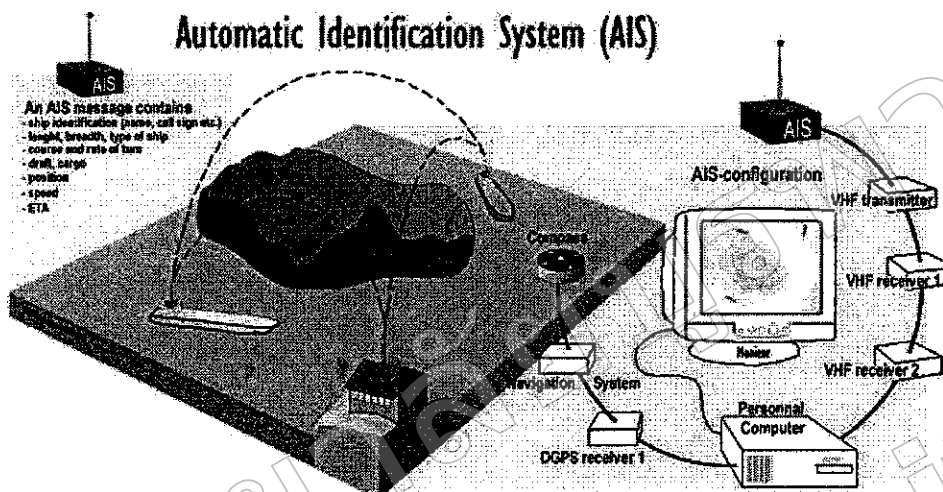 Automatic Identification System (AIS)
AIS
An AIS message contains
- ship identification (name, call sign etc.)
- lenght, breadth, type of ship
- course and rate of turn
- draft, cargo
- position
- speed
- ETA
AIS
AIS-configuration
VHF transmitter
Compass
VHF receiver 1
Monitor
VHF receiver 2
Navigation System
Personnal
Computer
DGPS receiver 1